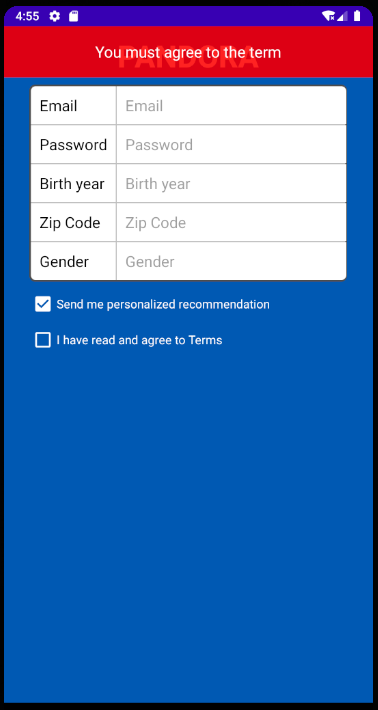 4:55
PANDORA
You must agree to the term
Email Email
Password Password
Birth year Birth year
Zip Code Zip Code
Gender Gender
Send me personalized recommendation
I have read and agree to Terms